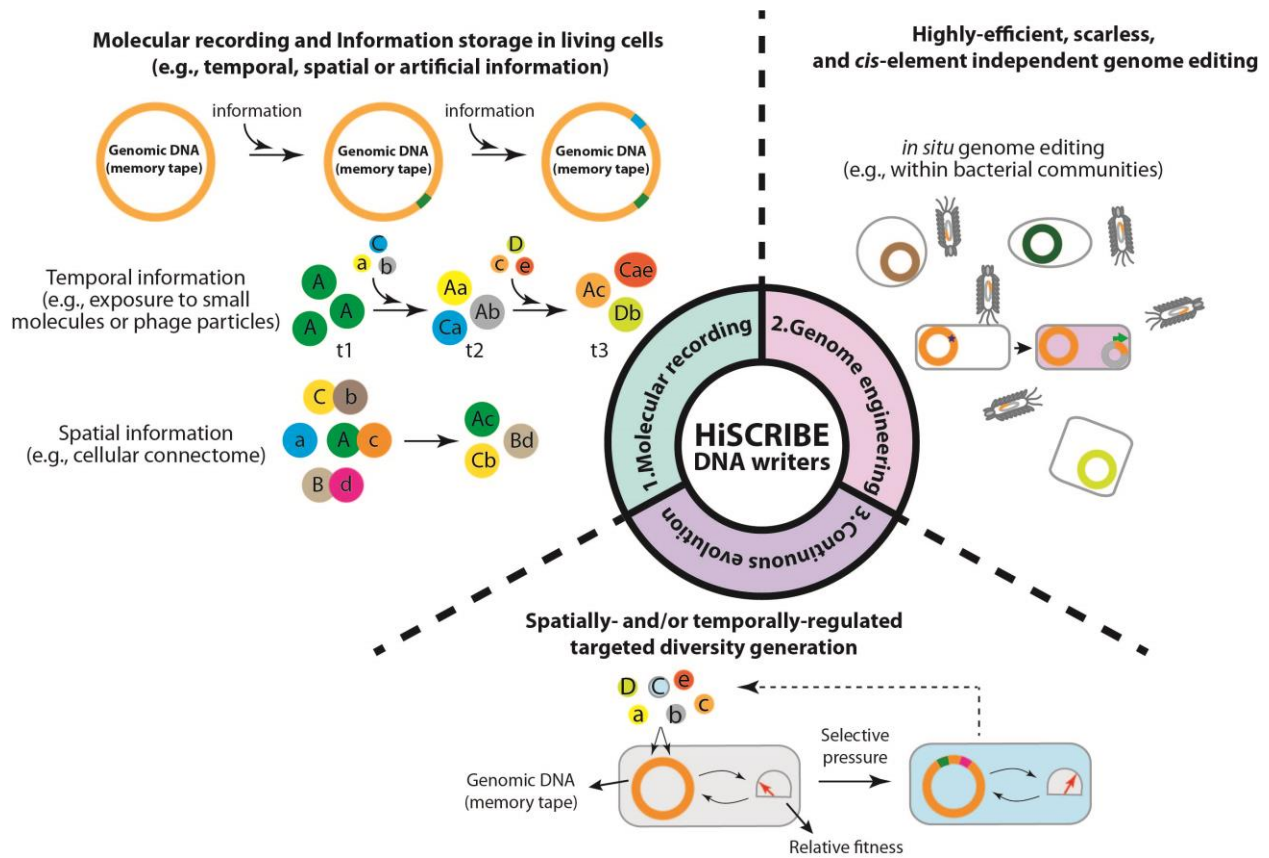 Molecular recording and Information storage in living cells
(e.g., temporal, spatial or artificial information)
information
information
Genomic DNA
(memory tape)
Genomic DNA
(memory tape)
Genomic DNA
(memory tape)
Temporal information
(e.g., exposure to small
molecules or phage particles)
A
A
A
t1
C
a
b
Aa
Ca
Ab
t2
D
c
e
Ac
Cae
Db
t3
Spatial information
(e.g., cellular connectome)
C
b
a
A
c
B
d
Ac
Bd
Cb
Highly-efficient, scarless,
and cis-element independent genome editing
in situ genome editing
(e.g., within bacterial communities)
1.Molecular recording
2.Genome engineering
3.Continuous evolution
HiSCRIBE
DNA writers
Spatially- and/or temporally-regulated
targeted diversity generation
D
C
e
a
b
c
Genomic DNA
(memory tape)
Selective
pressure
Relative fitness